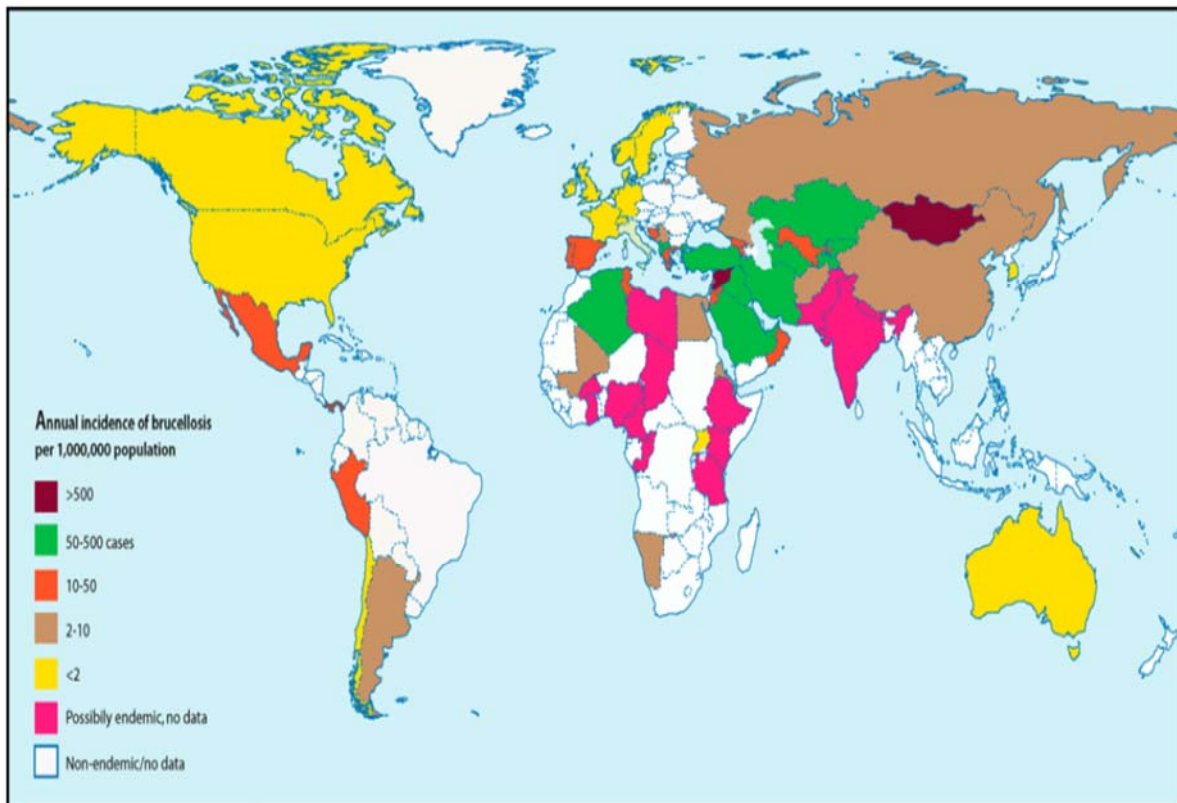 Annual incidence of brucellosis
per 1,000,000 population
>500
50-500 cases
10-50
2-10
<2
Possibily endemic, no data
Non-endemic/no data